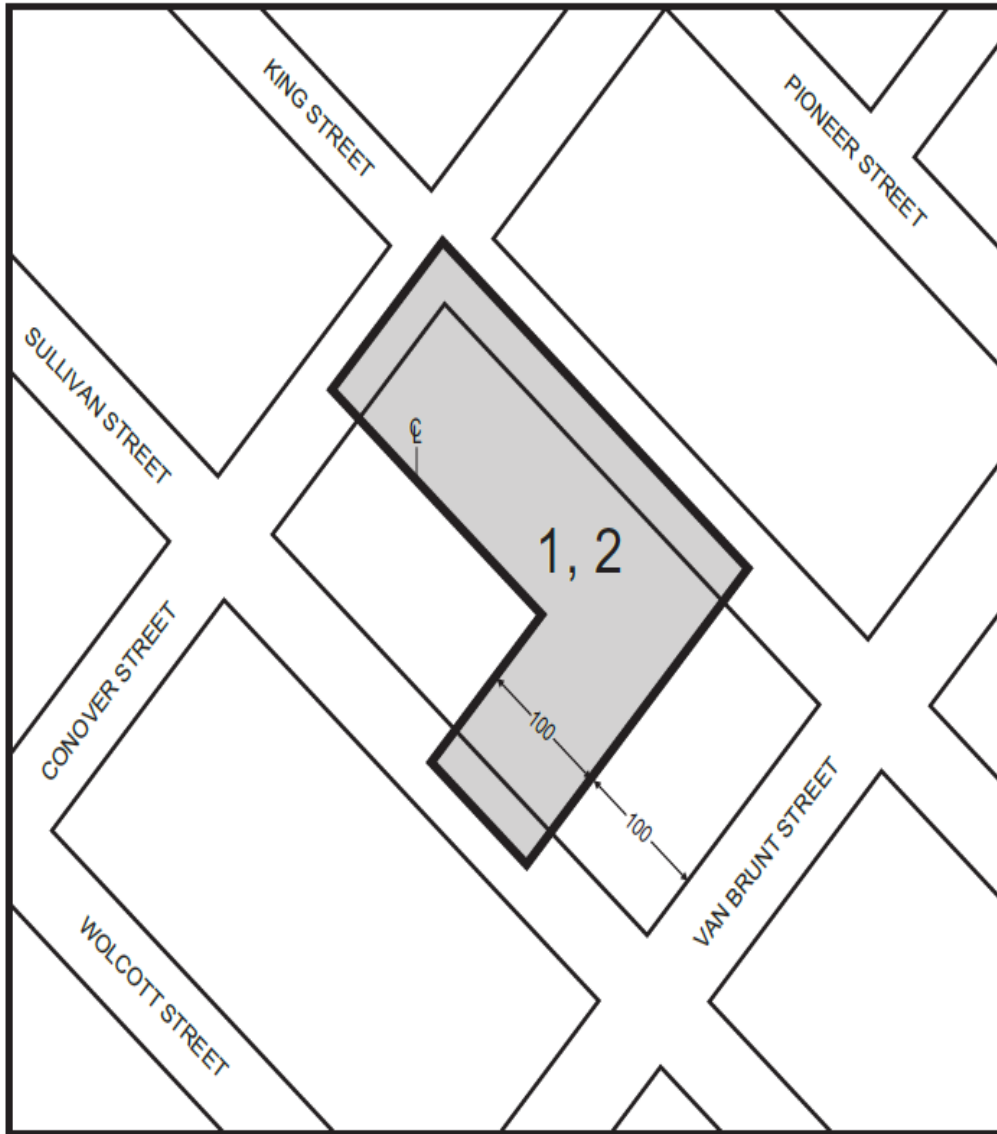 KING STREET
PIONEER STREET
SULLIVAN STREET
℄
1, 2
CONOVER STREET
100
100
VAN BRUNT STREET
WOLCOTT STREET